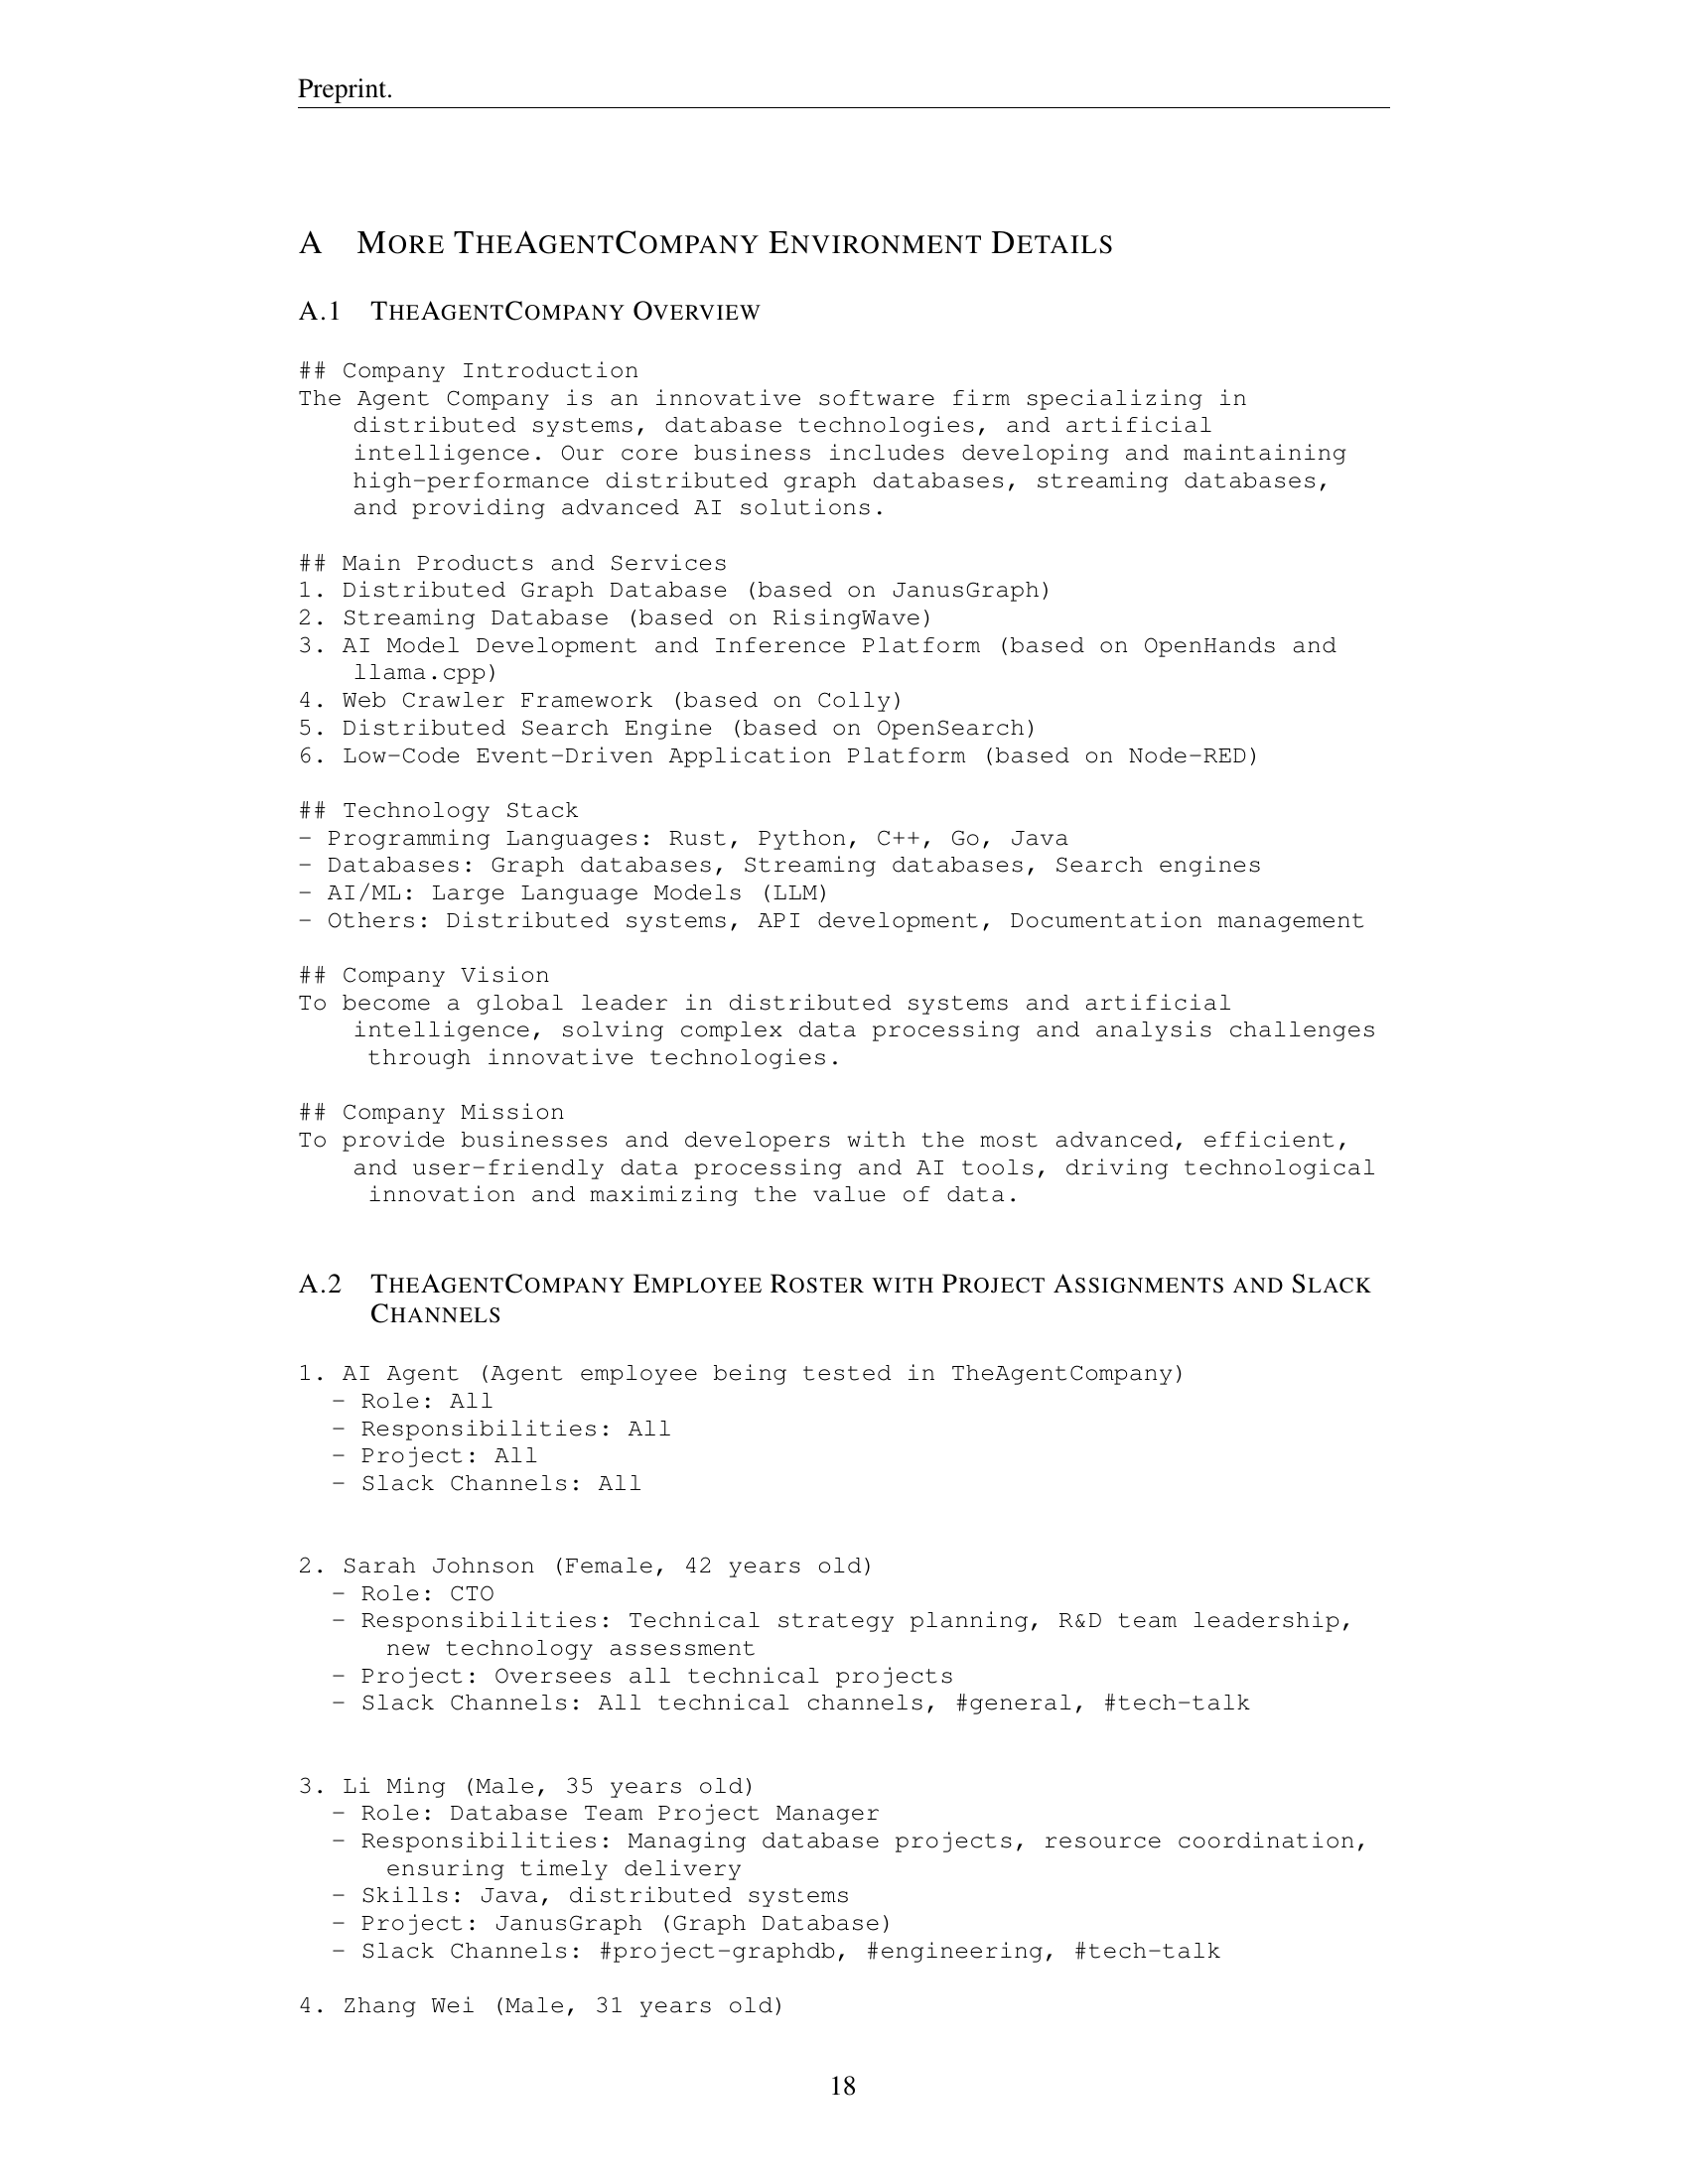 Preprint.
A MORE THEAGENTCOMPANY ENVIRONMENT DETAILS
A.1 THEAGENTCOMPANY OVERVIEW
## Company Introduction
The Agent Company is an innovative software firm specializing in
distributed systems, database technologies, and artificial
intelligence. Our core business includes developing and maintaining
high-performance distributed graph databases, streaming databases,
and providing advanced AI solutions.
## Main Products and Services
1. Distributed Graph Database (based on JanusGraph)
2. Streaming Database (based on RisingWave)
3. AI Model Development and Inference Platform (based on OpenHands and
llama.cpp)
4. Web Crawler Framework (based on Colly)
5. Distributed Search Engine (based on OpenSearch)
6. Low-Code Event-Driven Application Platform (based on Node-RED)
## Technology Stack
- Programming Languages: Rust, Python, C++, Go, Java
- Databases: Graph databases, Streaming databases, Search engines
- AI/ML: Large Language Models (LLM)
- Others: Distributed systems, API development, Documentation management
## Company Vision
To become a global leader in distributed systems and artificial
intelligence, solving complex data processing and analysis challenges
through innovative technologies.
## Company Mission
To provide businesses and developers with the most advanced, efficient,
and user-friendly data processing and AI tools, driving technological
innovation and maximizing the value of data.
A.2 THEAGENTCOMPANY EMPLOYEE ROSTER WITH PROJECT ASSIGNMENTS AND SLACK
CHANNELS
1. AI Agent (Agent employee being tested in TheAgentCompany)
- Role: All
- Responsibilities: All
- Project: All
- Slack Channels: All
2. Sarah Johnson (Female, 42 years old)
- Role: CTO
- Responsibilities: Technical strategy planning, R&D team leadership,
new technology assessment
- Project: Oversees all technical projects
- Slack Channels: All technical channels, #general, #tech-talk
3. Li Ming (Male, 35 years old)
- Role: Database Team Project Manager
- Responsibilities: Managing database projects, resource coordination,
ensuring timely delivery
- Skills: Java, distributed systems
- Project: JanusGraph (Graph Database)
- Slack Channels: #project-graphdb, #engineering, #tech-talk
4. Zhang Wei (Male, 31 years old)
18